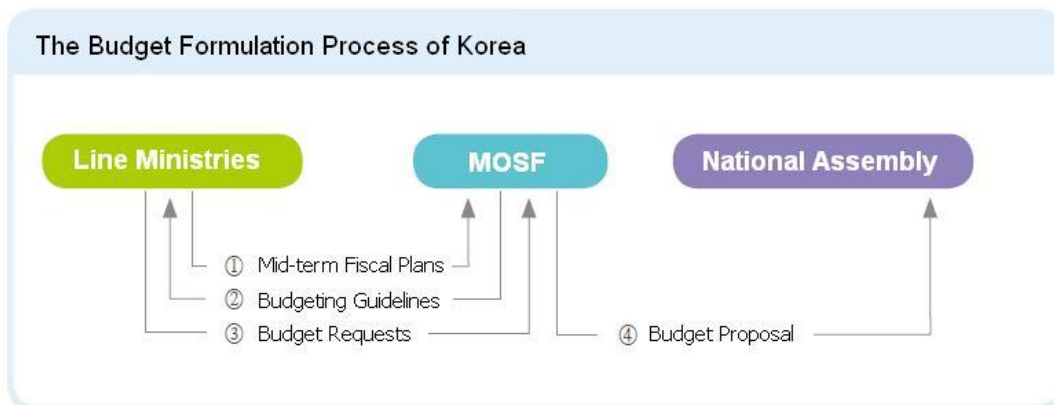 The Budget Formulation Process of Korea
Line Ministries
MOSF
National Assembly
① Mid-term Fiscal Plans
② Budgeting Guidelines
③ Budget Requests
④ Budget Proposal